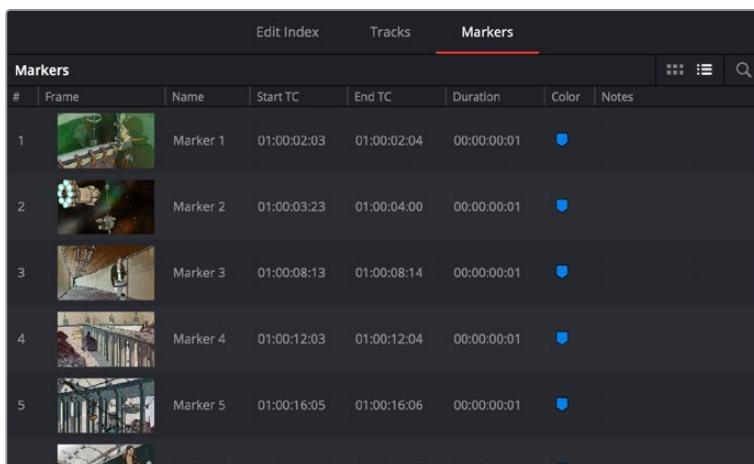 Edit Index Tracks Markers
Markers
# Frame Name Start TC End TC Duration Color Notes
1 Marker 1 01:00:02:03 01:00:02:04 00:00:00:01
2 Marker 2 01:00:03:23 01:00:04:00 00:00:00:01
3 Marker 3 01:00:08:13 01:00:08:14 00:00:00:01
4 Marker 4 01:00:12:03 01:00:12:04 00:00:00:01
5 Marker 5 01:00:16:05 01:00:16:06 00:00:00:01